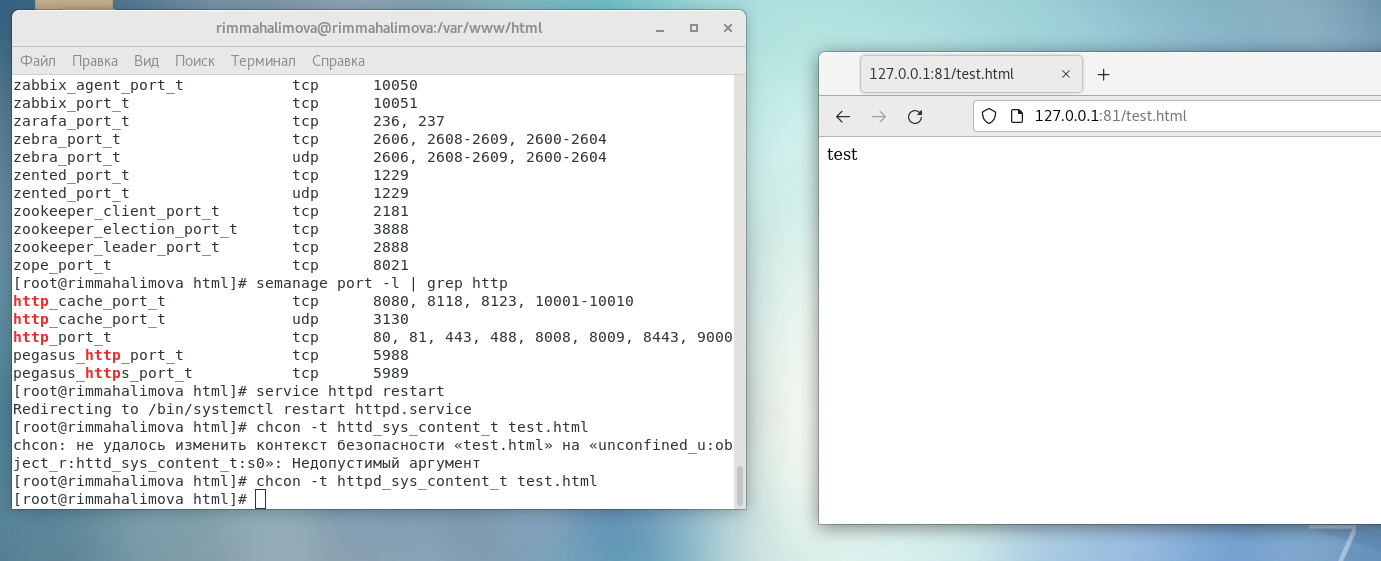 rimmahalimova@rimmahalimova:/var/www/html
Файл Правка Вид Поиск Терминал Справка
zabbix_agent_port_t            tcp      10050
zabbix_port_t                  tcp      10051
zarafa_port_t                  tcp      236, 237
zebra_port_t                   tcp      2606, 2608-2609, 2600-2604
zebra_port_t                   udp      2606, 2608-2609, 2600-2604
zented_port_t                  tcp      1229
zented_port_t                  udp      1229
zookeeper_client_port_t        tcp      2181
zookeeper_election_port_t      tcp      3888
zookeeper_leader_port_t        tcp      2888
zope_port_t                    tcp      8021
[root@rimmahalimova html]# semanage port -l | grep http
http_cache_port_t              tcp      8080, 8118, 8123, 10001-10010
http_cache_port_t              udp      3130
http_port_t                    tcp      80, 81, 443, 488, 8008, 8009, 8443, 9000
pegasus_http_port_t            tcp      5988
pegasus_https_port_t           tcp      5989
[root@rimmahalimova html]# service httpd restart
Redirecting to /bin/systemctl restart httpd.service
[root@rimmahalimova html]# chcon -t httd_sys_content_t test.html
chcon: не удалось изменить контекст безопасности «test.html» на «unconfined_u:ob
ject_r:httd_sys_content_t:s0»: Недопустимый аргумент
[root@rimmahalimova html]# chcon -t httpd_sys_content_t test.html
[root@rimmahalimova html]#
127.0.0.1:81/test.html
127.0.0.1:81/test.html
test
7